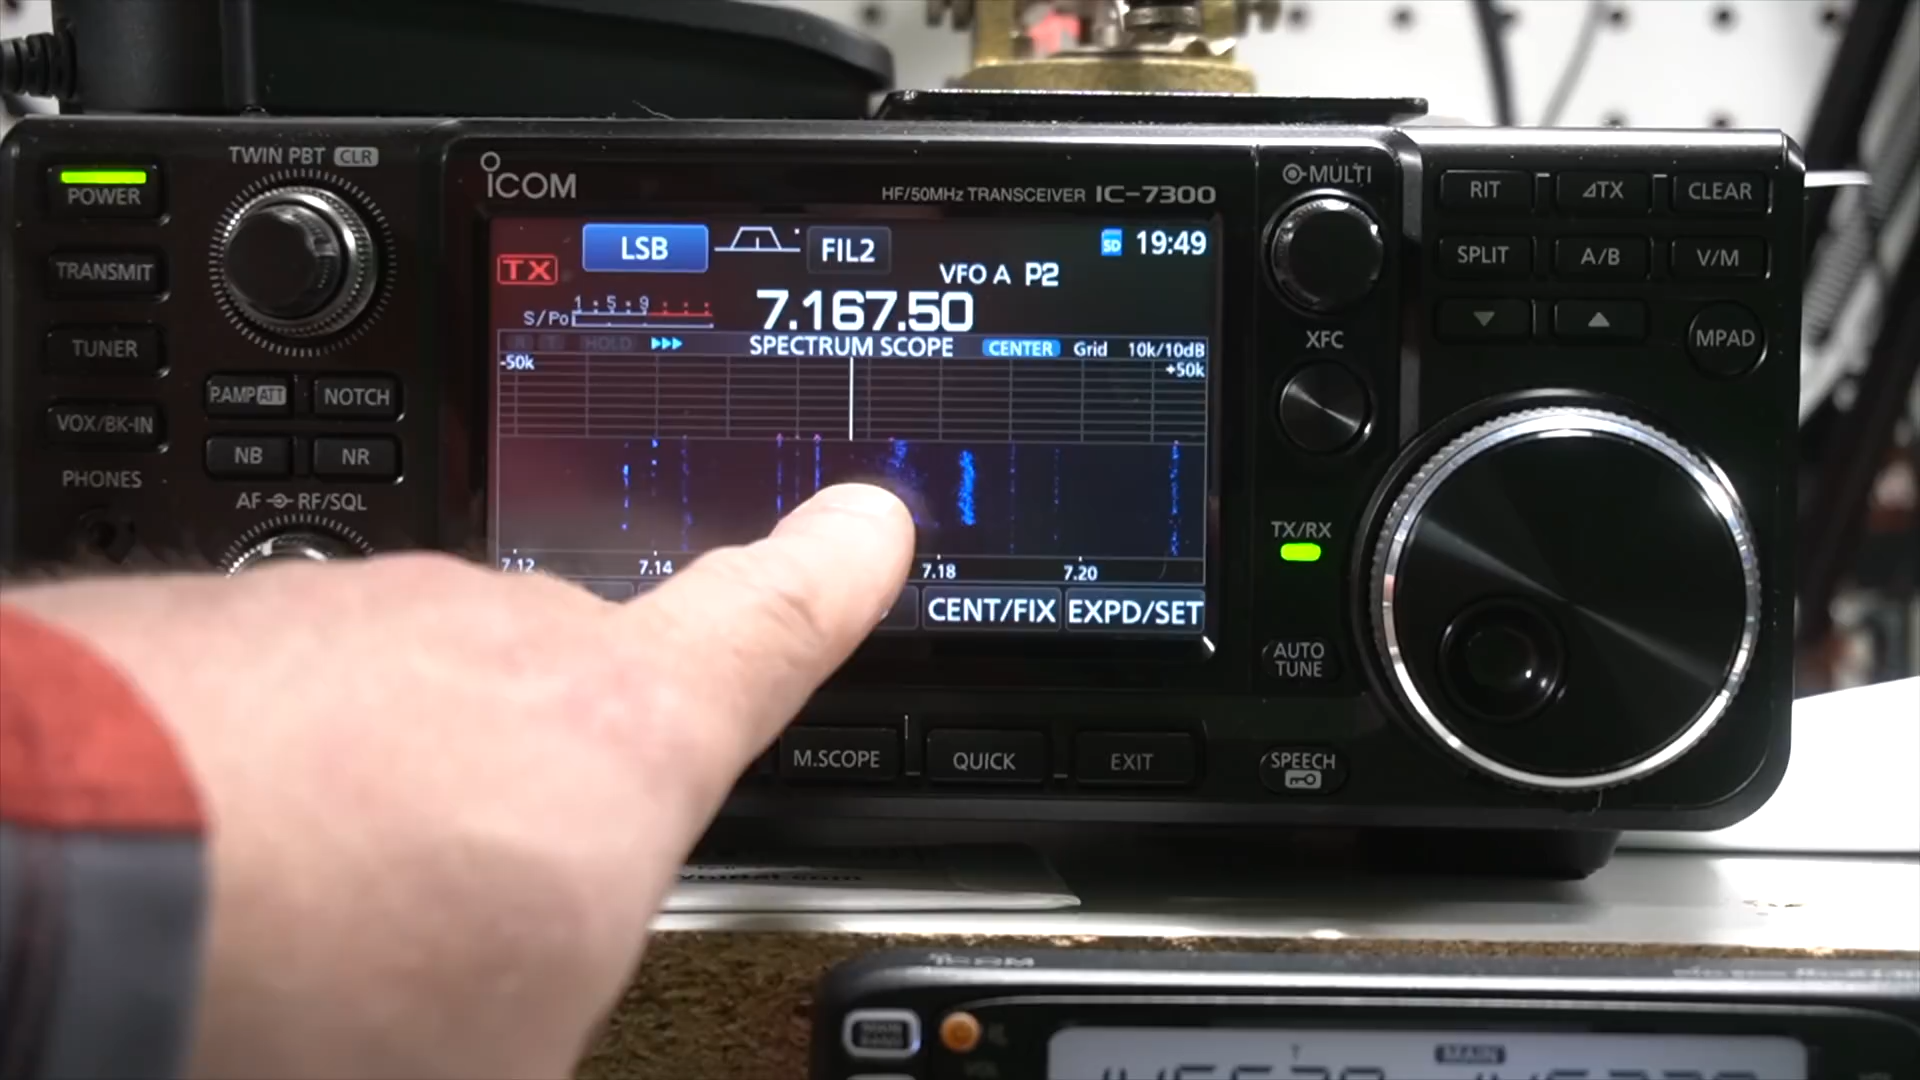 TWIN PBT CLR
POWER
TRANSMIT
TUNER
VOX/BK-IN
PHONES
P.AMP ATT
NOTCH
NB
NR
AF RF/SQL
ICOM
HF/50MHz TRANSCEIVER IC-7300
LSB
FIL2
SD 19:49
TX
VFO A P2
S/Po
1 5 9
7.167.50
HOLD
SPECTRUM SCOPE
CENTER Grid 10k/10dB
-50k
+50k
7.12
7.14
7.18
7.20
CENT/FIX
EXPD/SET
M.SCOPE
QUICK
EXIT
MULTI
RIT
⊿TX
CLEAR
SPLIT
A/B
V/M
XFC
MPAD
TX/RX
AUTO
TUNE
SPEECH
ICOM
MAIN